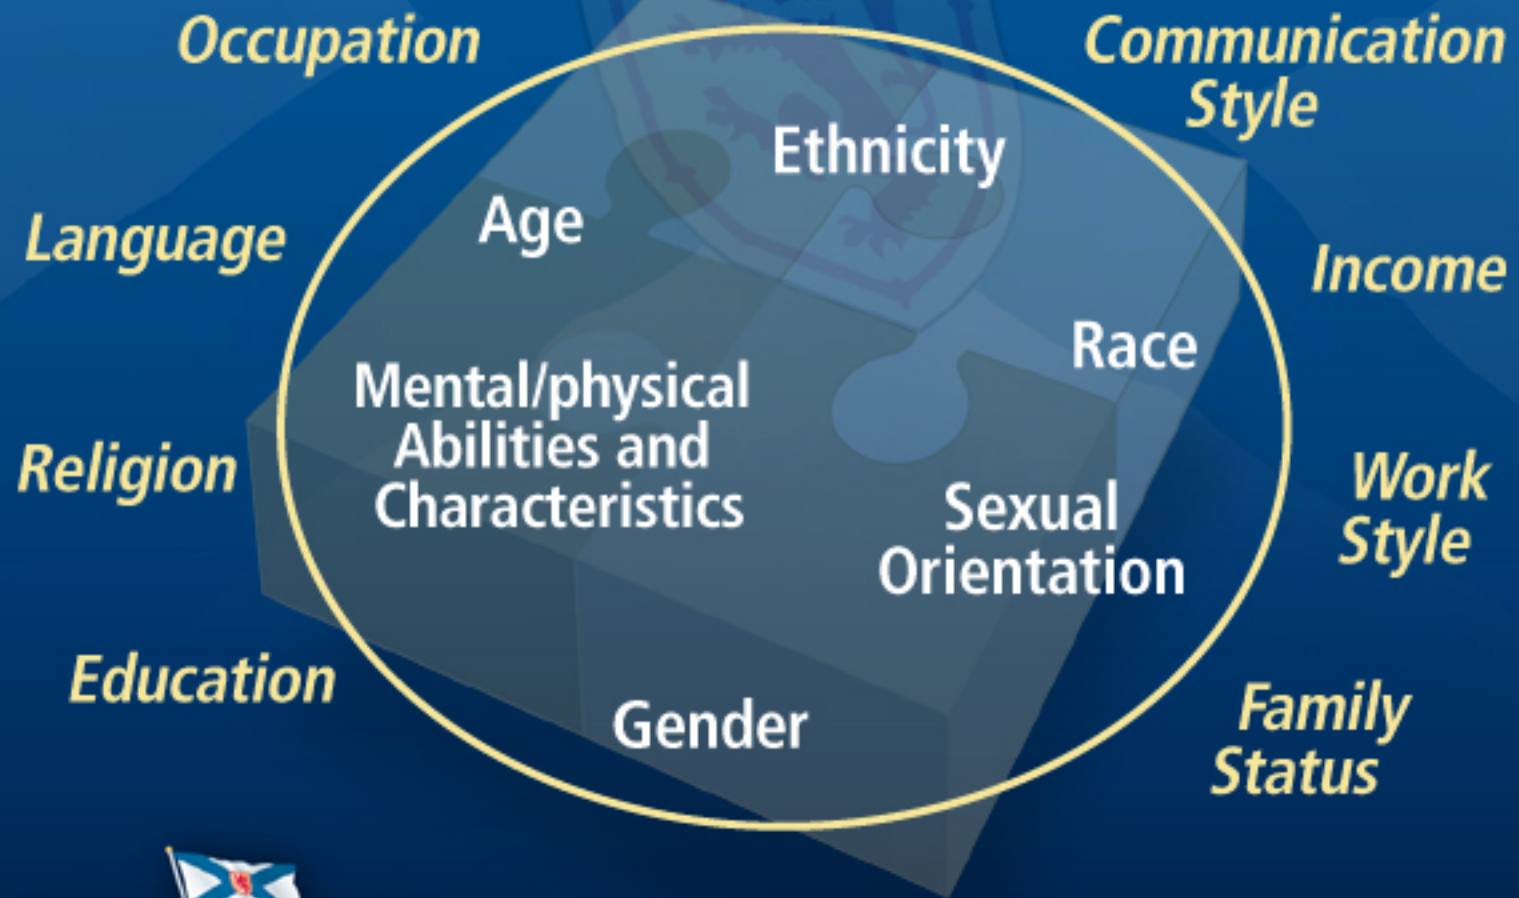 Occupation
Communication
Style
Ethnicity
Age
Language
Income
Race
Mental/physical
Abilities and
Characteristics
Religion
Work
Style
Sexual
Orientation
Education
Gender
Family
Status